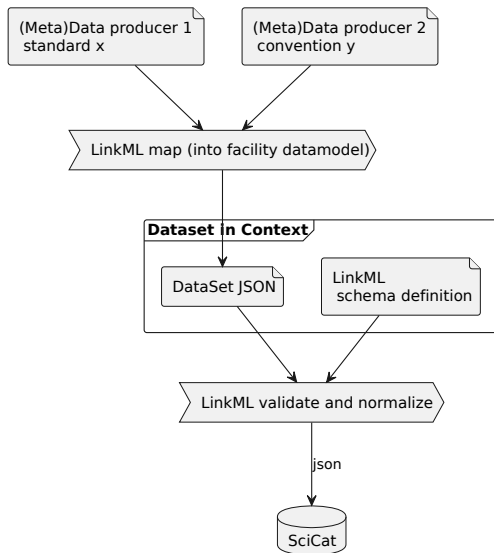 (Meta)Data producer 1
standard x
(Meta)Data producer 2
convention y
LinkML map (into facility datamodel)
Dataset in Context
DataSet JSON
LinkML
schema definition
LinkML validate and normalize
json
SciCat